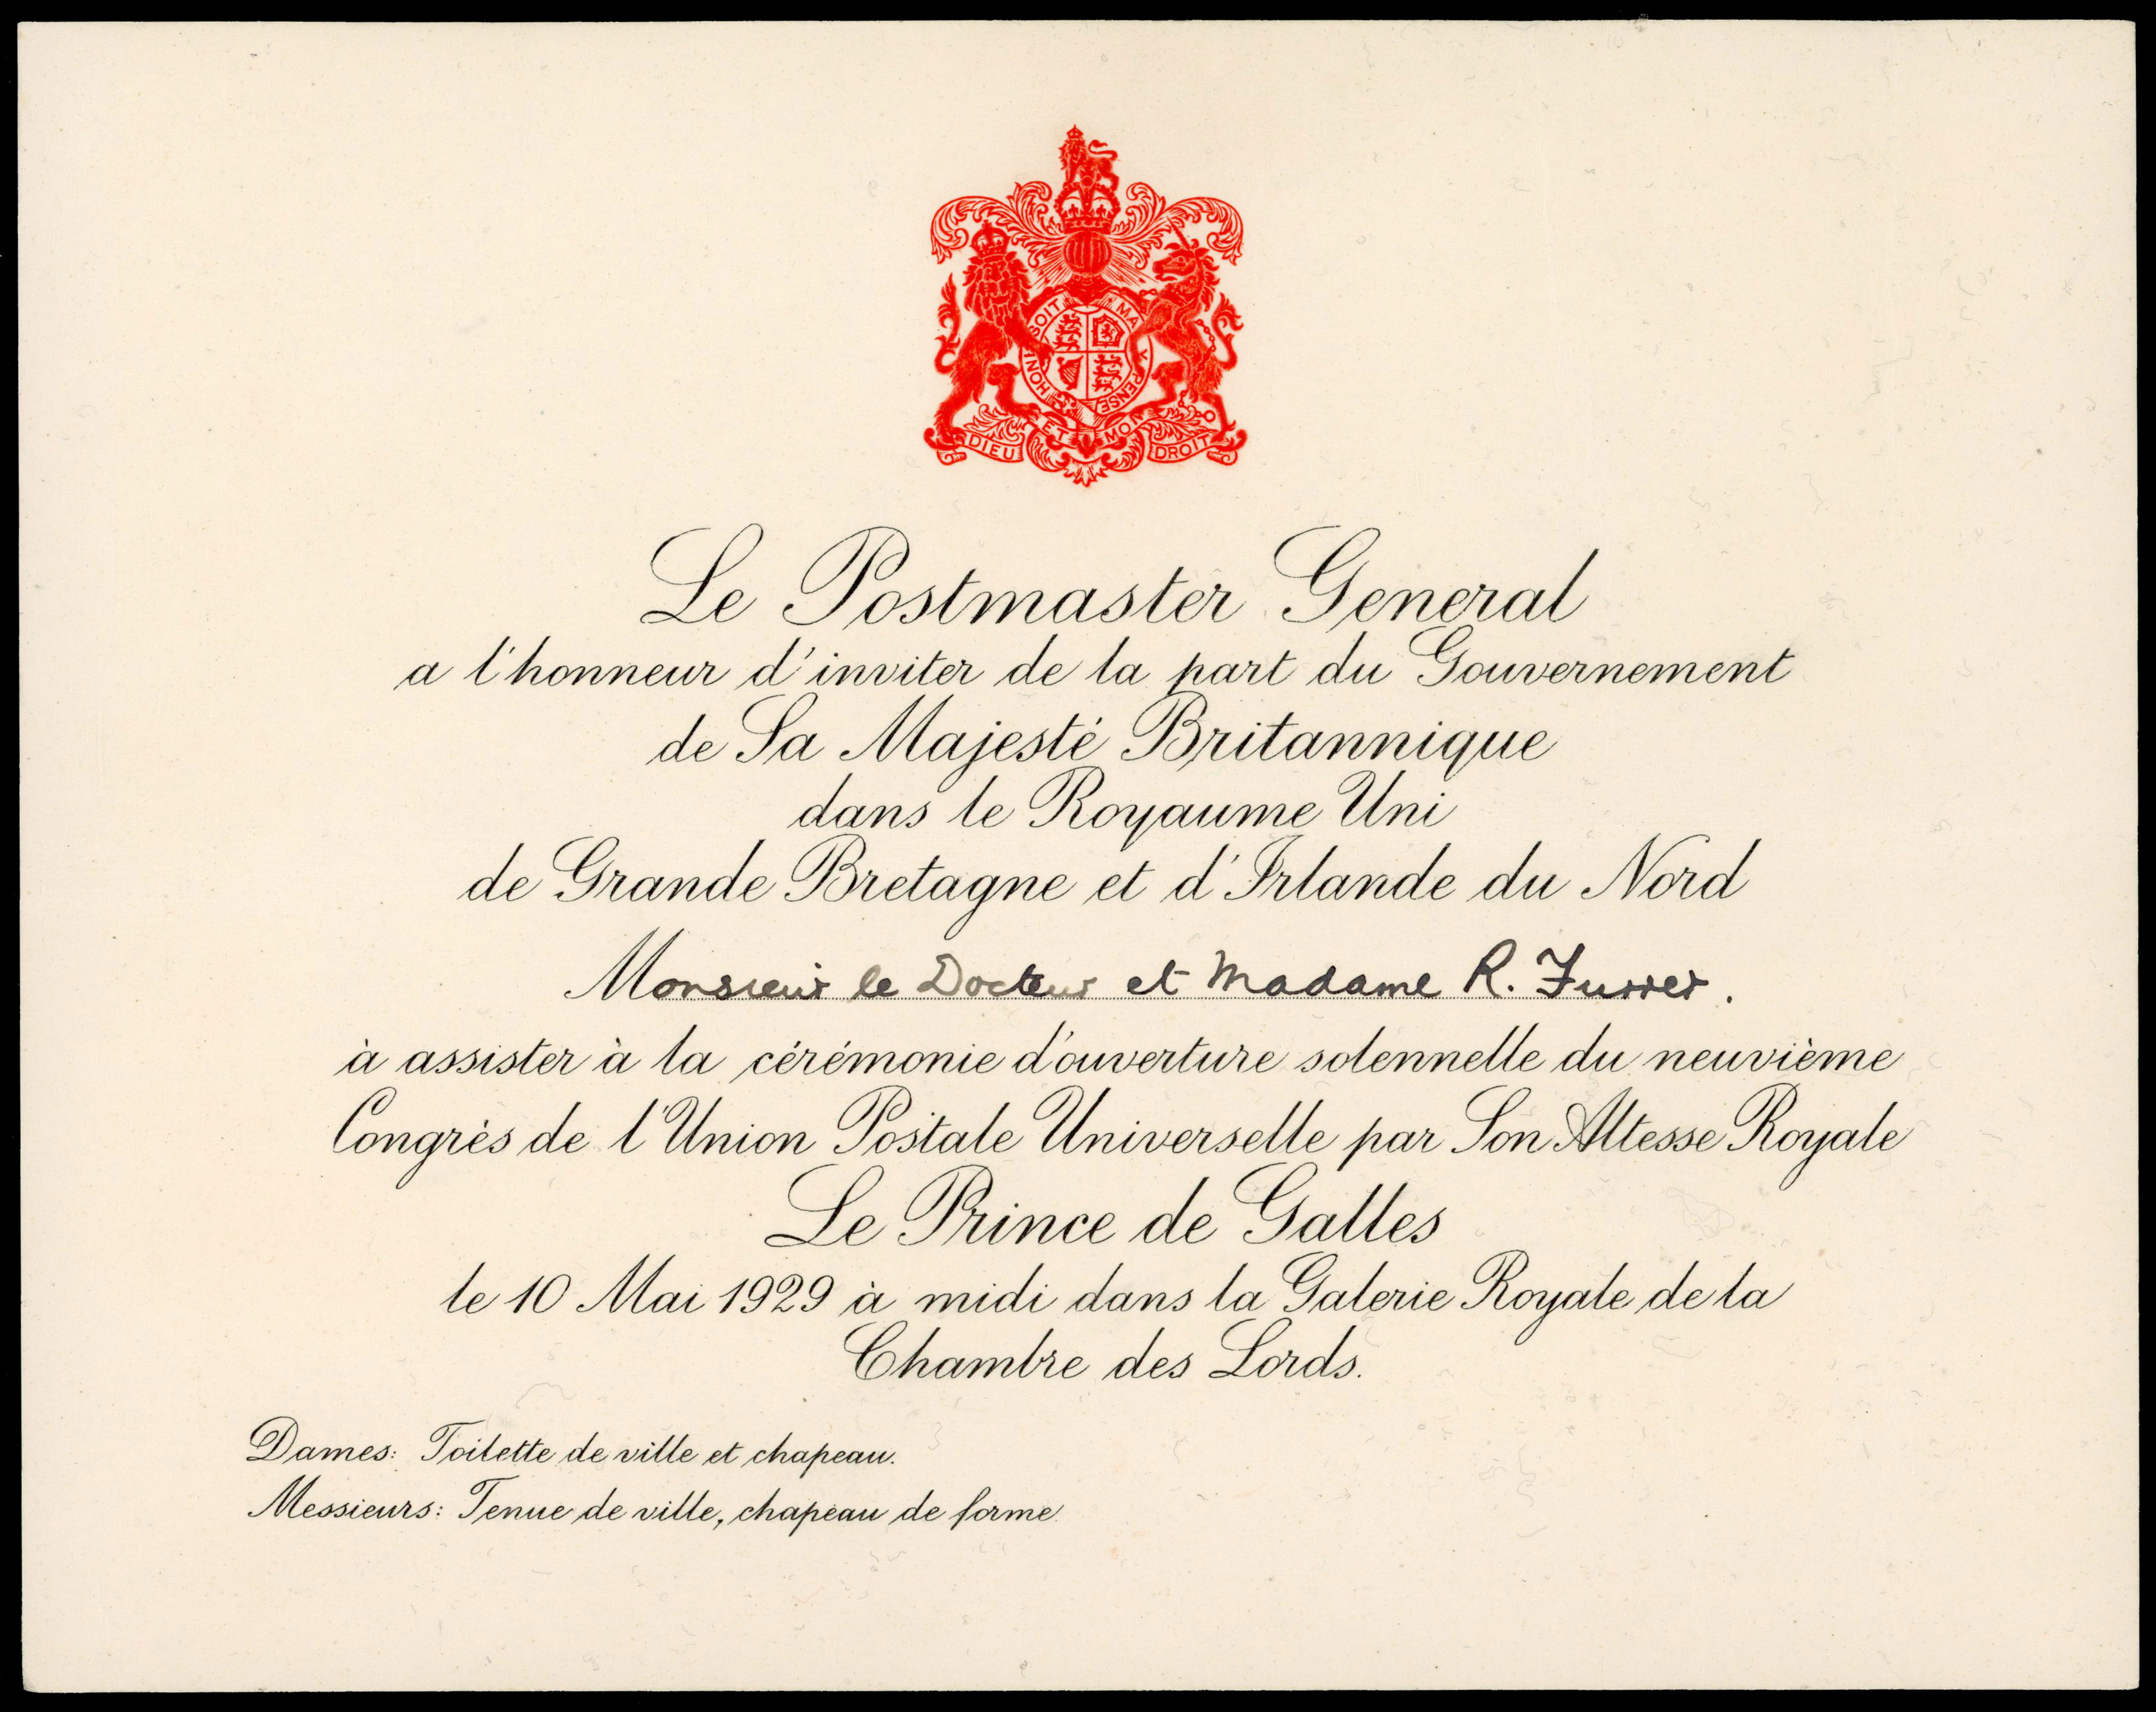 HONI SOIT MAL Y PENSE
DIEU ET MON DROIT
Le Postmaster General
a l'honneur d'inviter de la part du Gouvernement
de Sa Majesté Britannique
dans le Royaume Uni
de Grande Bretagne et d'Irlande du Nord
Monsieur le Docteur et Madame R. Furrer.
à assister à la cérémonie d'ouverture solennelle du neuvième
Congrès de l'Union Postale Universelle par Son Altesse Royale
Le Prince de Galles
le 10 Mai 1929 à midi dans la Galerie Royale de la
Chambre des Lords.
Dames: Toilette de ville et chapeau.
Messieurs: Tenue de ville, chapeau de forme.